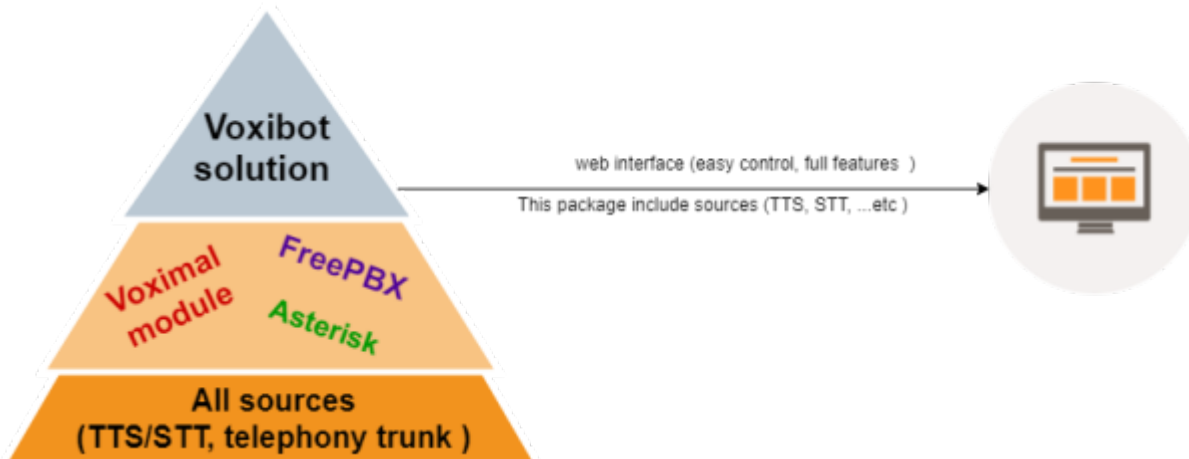 Voxibot
solution
web interface (easy control, full features )
This package include sources (TTS, STT, ...etc )
Voximal
module
FreePBX
Asterisk
All sources
(TTS/STT, telephony trunk )